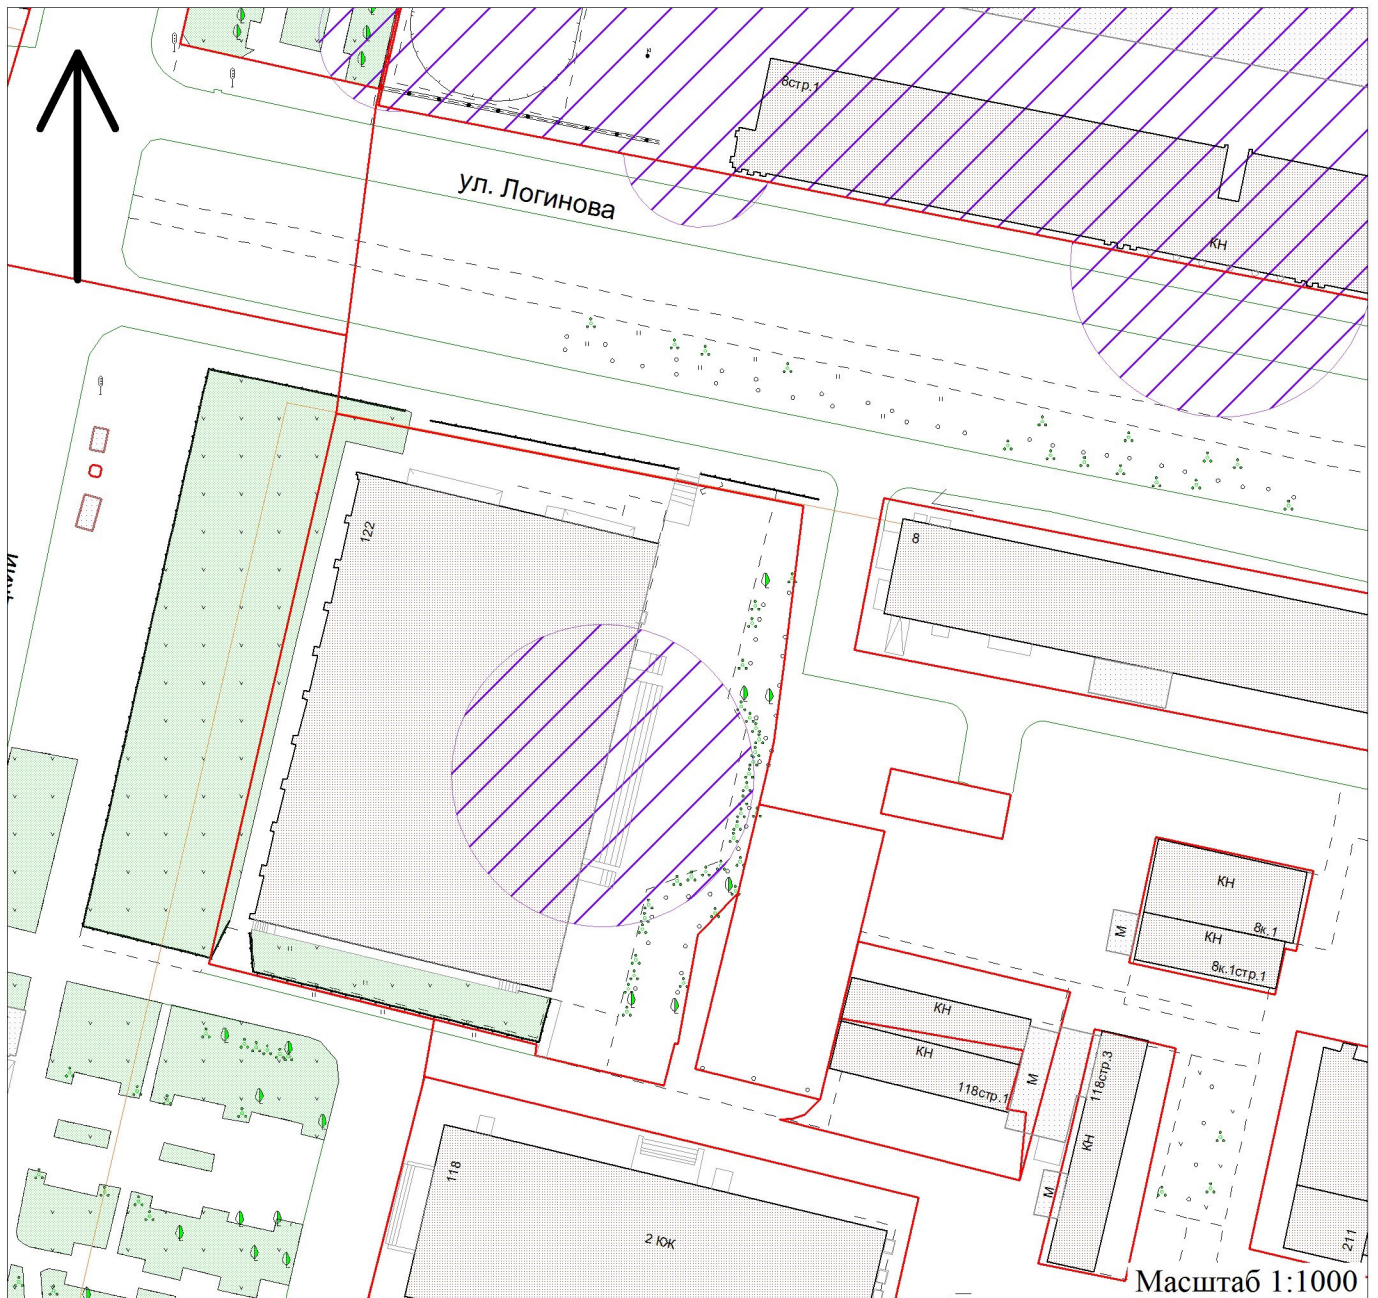 8стр.1
ул. Логинова
КН
122
8
КН
КН
8к.1
М
8к.1стр.1
КН
КН
118стр.1
М
118стр.3
КН
М
118
2 КЖ
211
Масштаб 1:1000